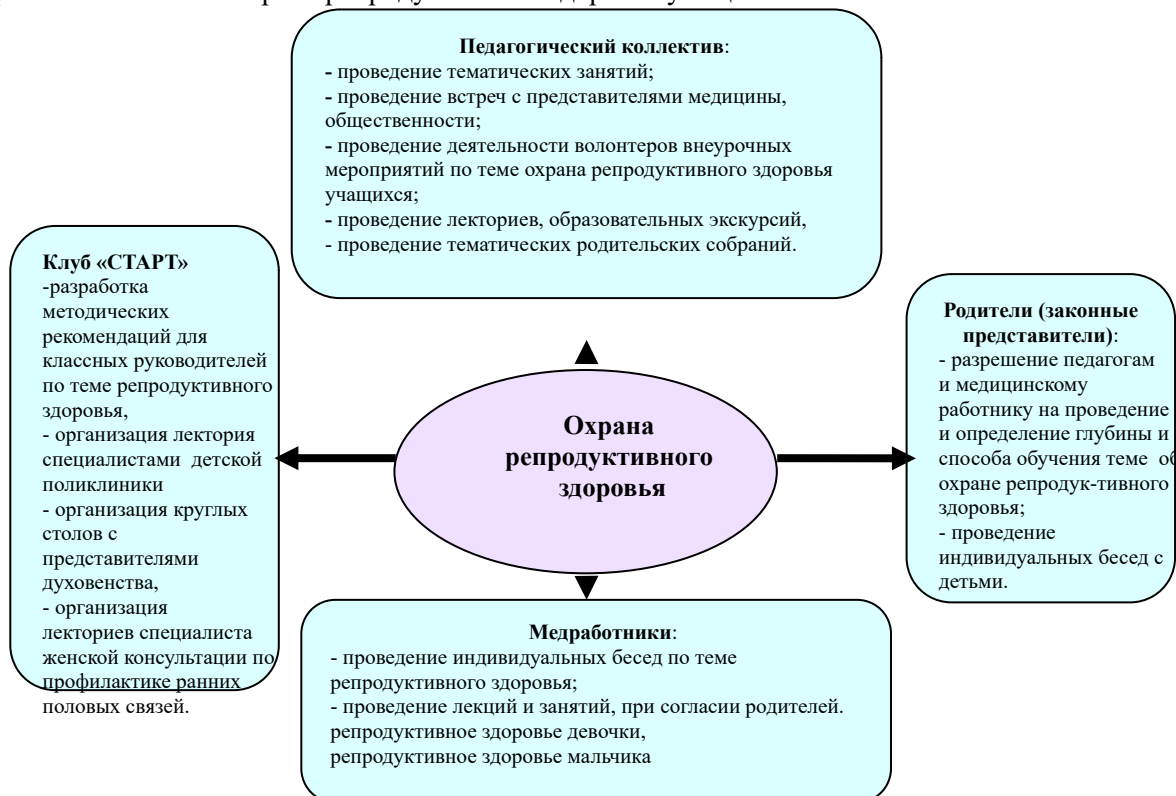 Педагогический коллектив:
- проведение тематических занятий;
- проведение встреч с представителями медицины,
общественности;
- проведение деятельности волонтеров внеурочных
мероприятий по теме охрана репродуктивного здоровья
учащихся;
- проведение лекториев, образовательных экскурсий,
- проведение тематических родительских собраний.
Клуб «СТАРТ»
-разработка
методических
рекомендаций для
классных руководителей
по теме репродуктивного
здоровья,
- организация лектория
специалистами детской
поликлиники
- организация круглых
столов с
представителями
духовенства,
- организация
лекториев специалиста
женской консультации по
профилактике ранних
половых связей.
Охрана
репродуктивного
здоровья
Родители (законные
представители):
- разрешение педагогам
и медицинскому
работнику на проведение
и определение глубины и
способа обучения теме об
охране репродук-тивного
здоровья;
- проведение
индивидуальных бесед с
детьми.
Медработники:
- проведение индивидуальных бесед по теме
репродуктивного здоровья;
- проведение лекций и занятий, при согласии родителей.
репродуктивное здоровье девочки,
репродуктивное здоровье мальчика